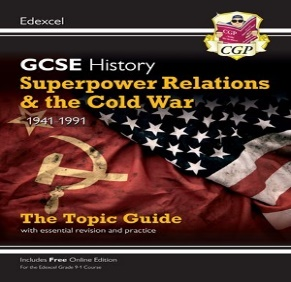 Edexcel
CGP
GCSE History
Superpower Relations
& the Cold War
1941-1991
The Topic Guide
with essential revision and practice
Includes Free Online Edition
For the Edexcel Grade 9-1 Course